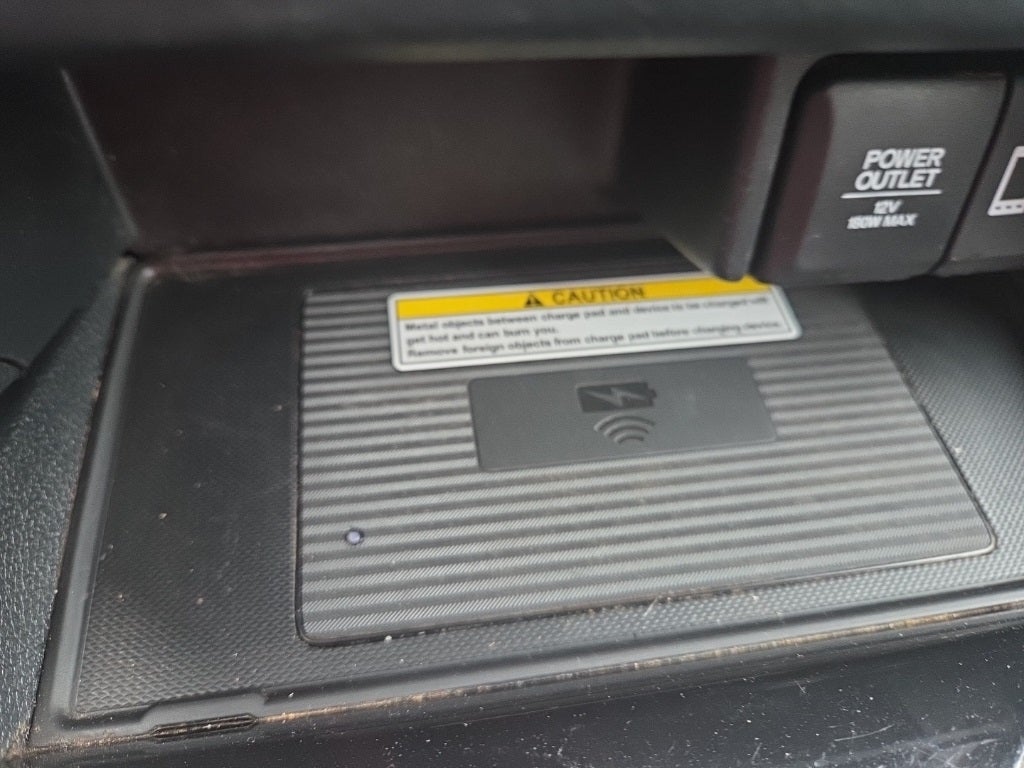 POWER
OUTLET
12V
180W MAX
CAUTION
Metal objects between charge pad and device to be charged will
get hot and can burn you.
Remove foreign objects from charge pad before charging device.